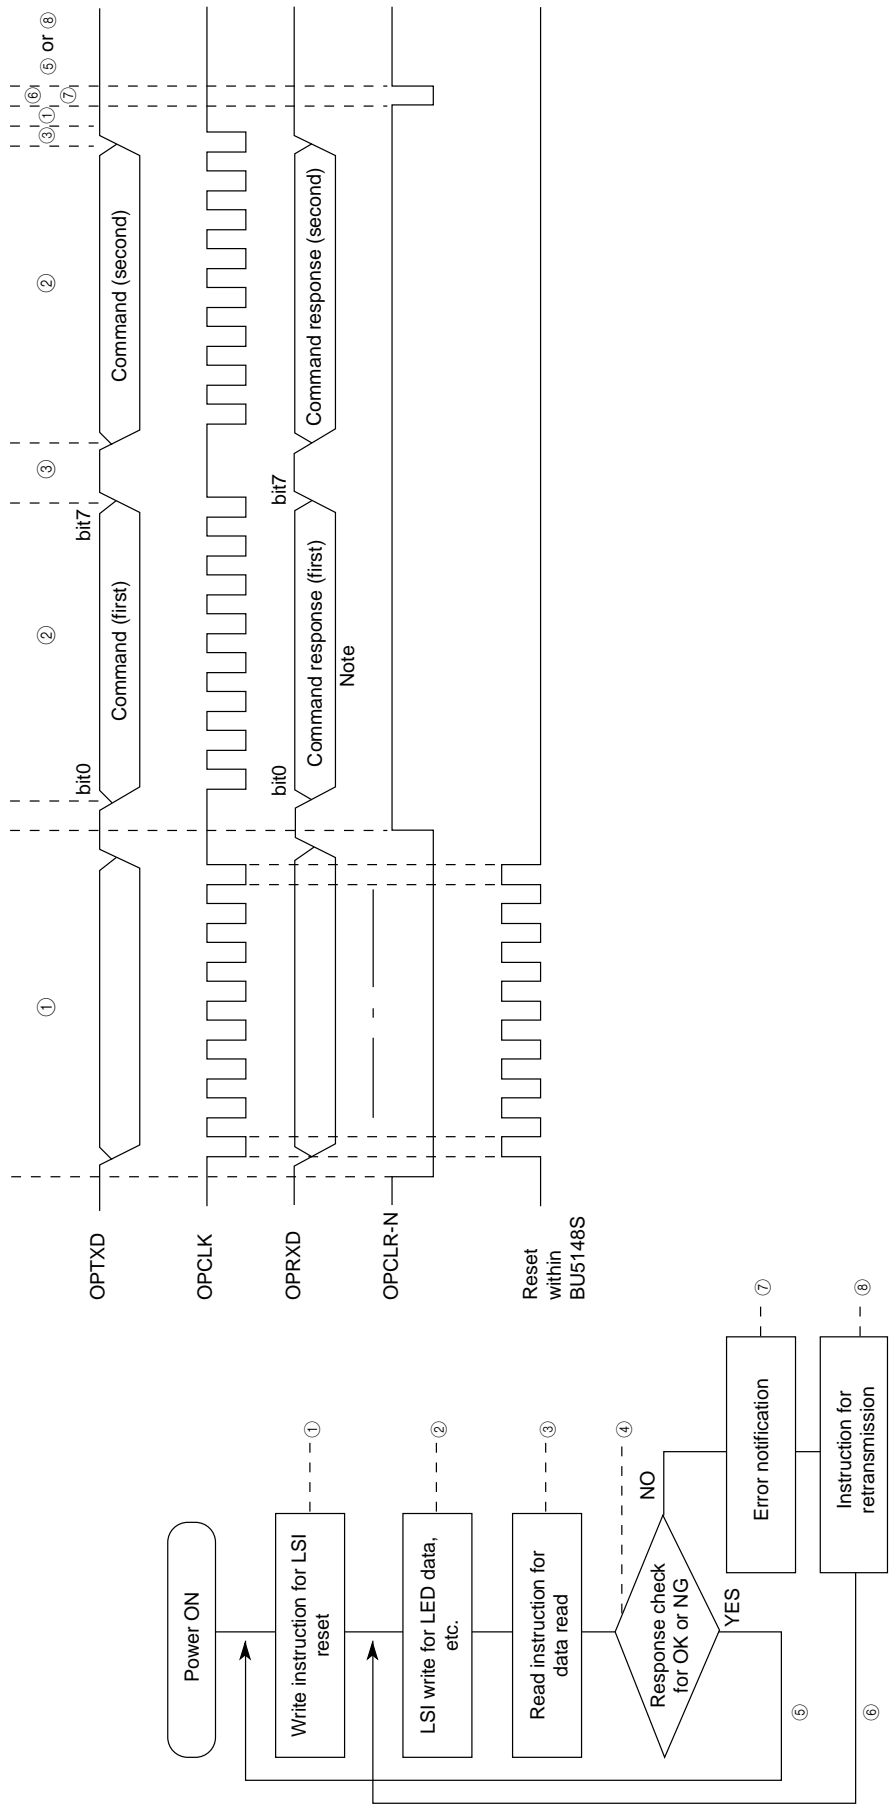 Power ON
Write instruction for LSI
reset
①
LSI write for LED data,
etc.
②
Read instruction for
data read
③
Response check
for OK or NG
④
NO
YES
⑤
⑥
Error notification
⑦
Instruction for
retransmission
⑧
① ② ③ ② ③ ① ⑥ ⑤ or ⑧
⑦
OPTXD
bit0
Command (first)
bit7
Command (second)
OPCLK
OPRXD
bit0
Command response (first)
bit7
Command response (second)
Note
OPCLR-N
Reset
within
BU5148S